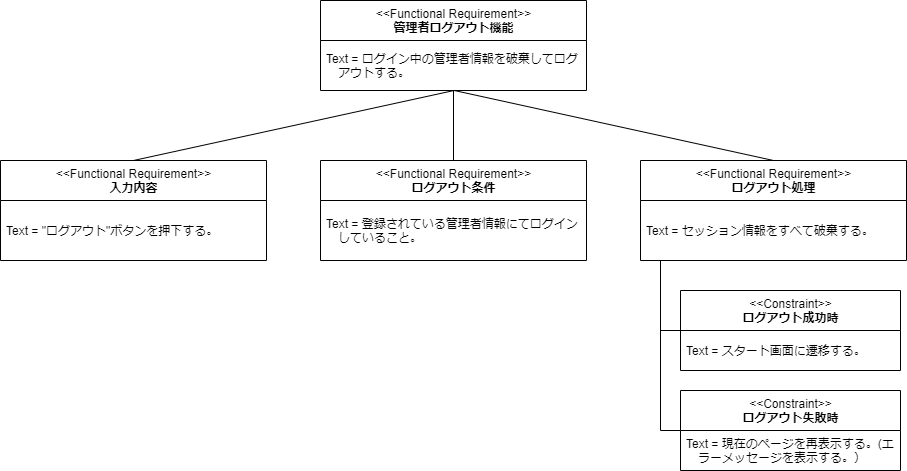 <<Functional Requirement>>
管理者ログアウト機能
Text = ログイン中の管理者情報を破棄してログ
アウトする。
<<Functional Requirement>>
入力内容
Text = "ログアウト"ボタンを押下する。
<<Functional Requirement>>
ログアウト条件
Text = 登録されている管理者情報にてログイン
していること。
<<Functional Requirement>>
ログアウト処理
Text = セッション情報をすべて破棄する。
<<Constraint>>
ログアウト成功時
Text = スタート画面に遷移する。
<<Constraint>>
ログアウト失敗時
Text = 現在のページを再表示する。(エ
ラーメッセージを表示する。)